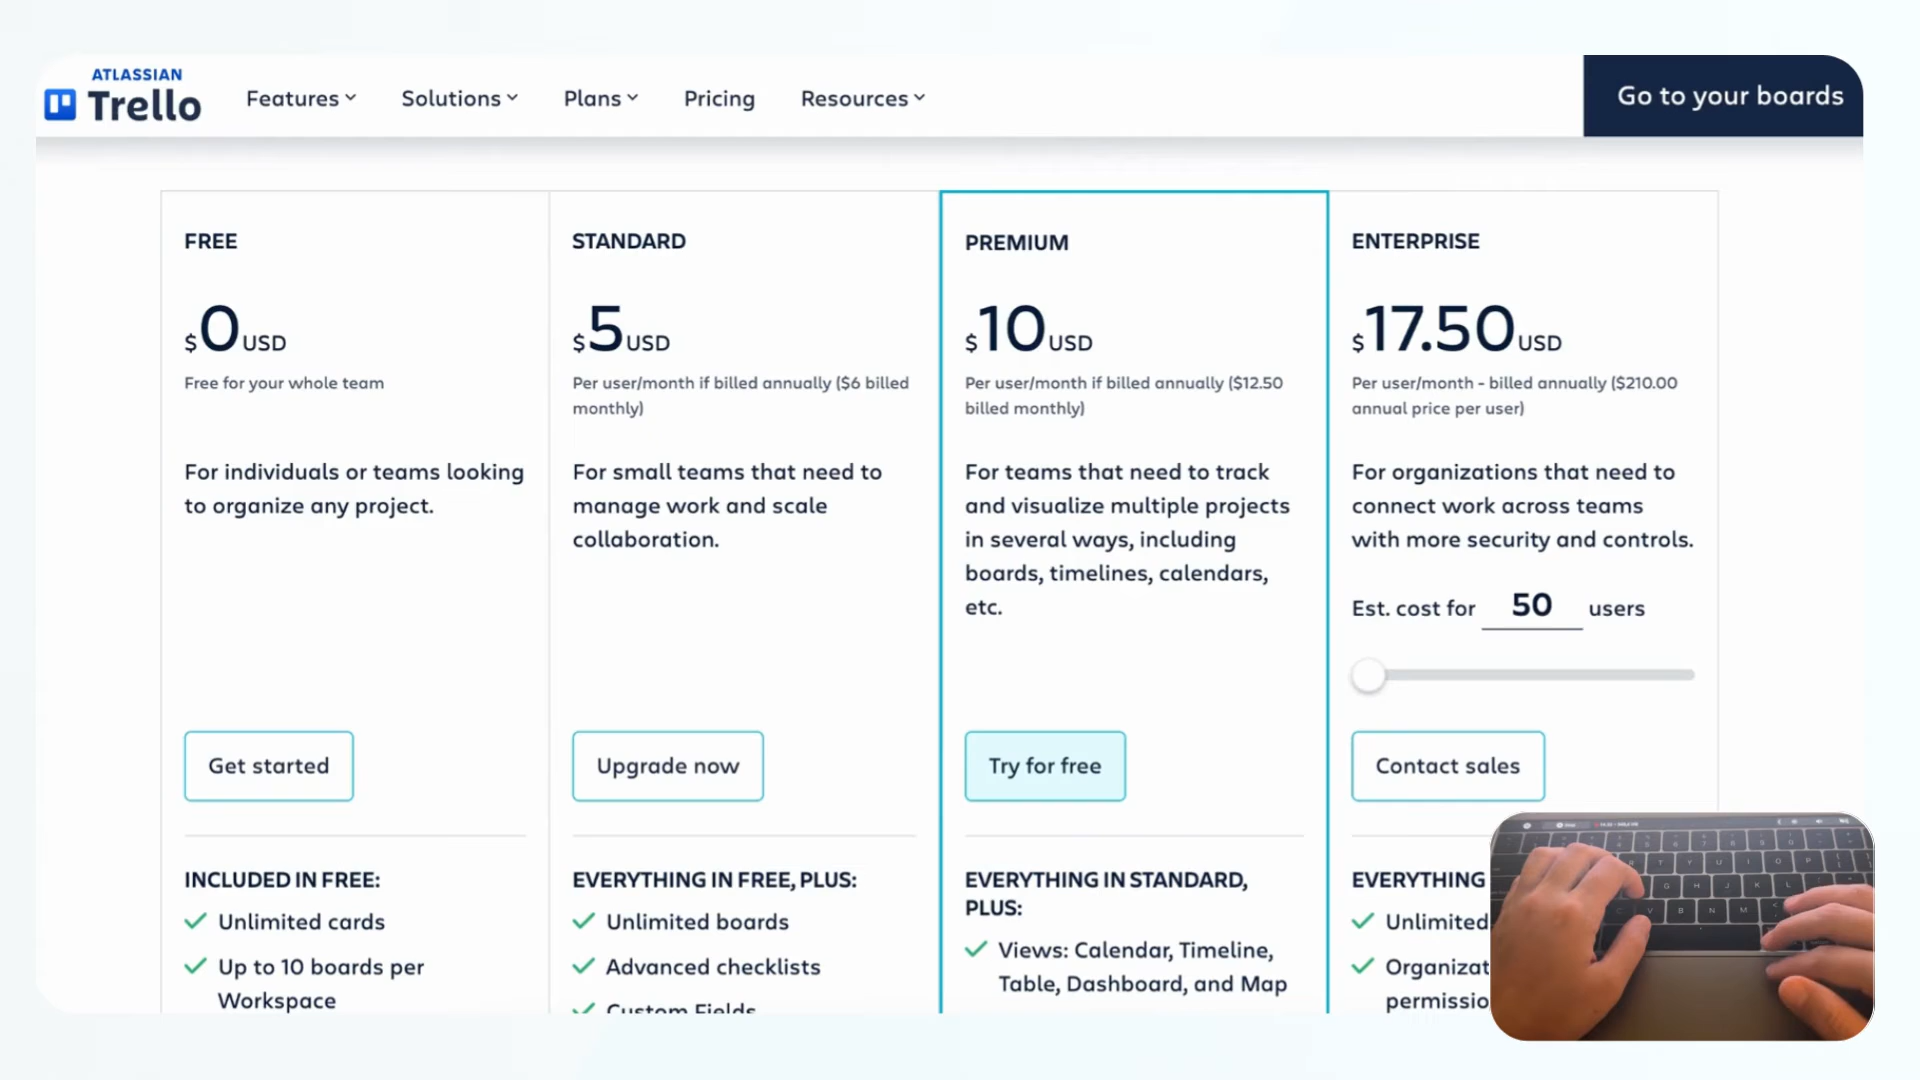 ATLASSIAN
Trello
Features
Solutions
Plans
Pricing
Resources
Go to your boards
FREE
$0USD
Free for your whole team
For individuals or teams looking
to organize any project.
Get started
INCLUDED IN FREE:
Unlimited cards
Up to 10 boards per
Workspace
STANDARD
$5USD
Per user/month if billed annually ($6 billed
monthly)
For small teams that need to
manage work and scale
collaboration.
Upgrade now
EVERYTHING IN FREE, PLUS:
Unlimited boards
Advanced checklists
Custom Fields
PREMIUM
$10USD
Per user/month if billed annually ($12.50
billed monthly)
For teams that need to track
and visualize multiple projects
in several ways, including
boards, timelines, calendars,
etc.
Try for free
EVERYTHING IN STANDARD,
PLUS:
Views: Calendar, Timeline,
Table, Dashboard, and Map
ENTERPRISE
$17.50USD
Per user/month - billed annually ($210.00
annual price per user)
For organizations that need to
connect work across teams
with more security and controls.
Est. cost for 50 users
Contact sales
EVERYTHING
Unlimited
Organizat
permissio